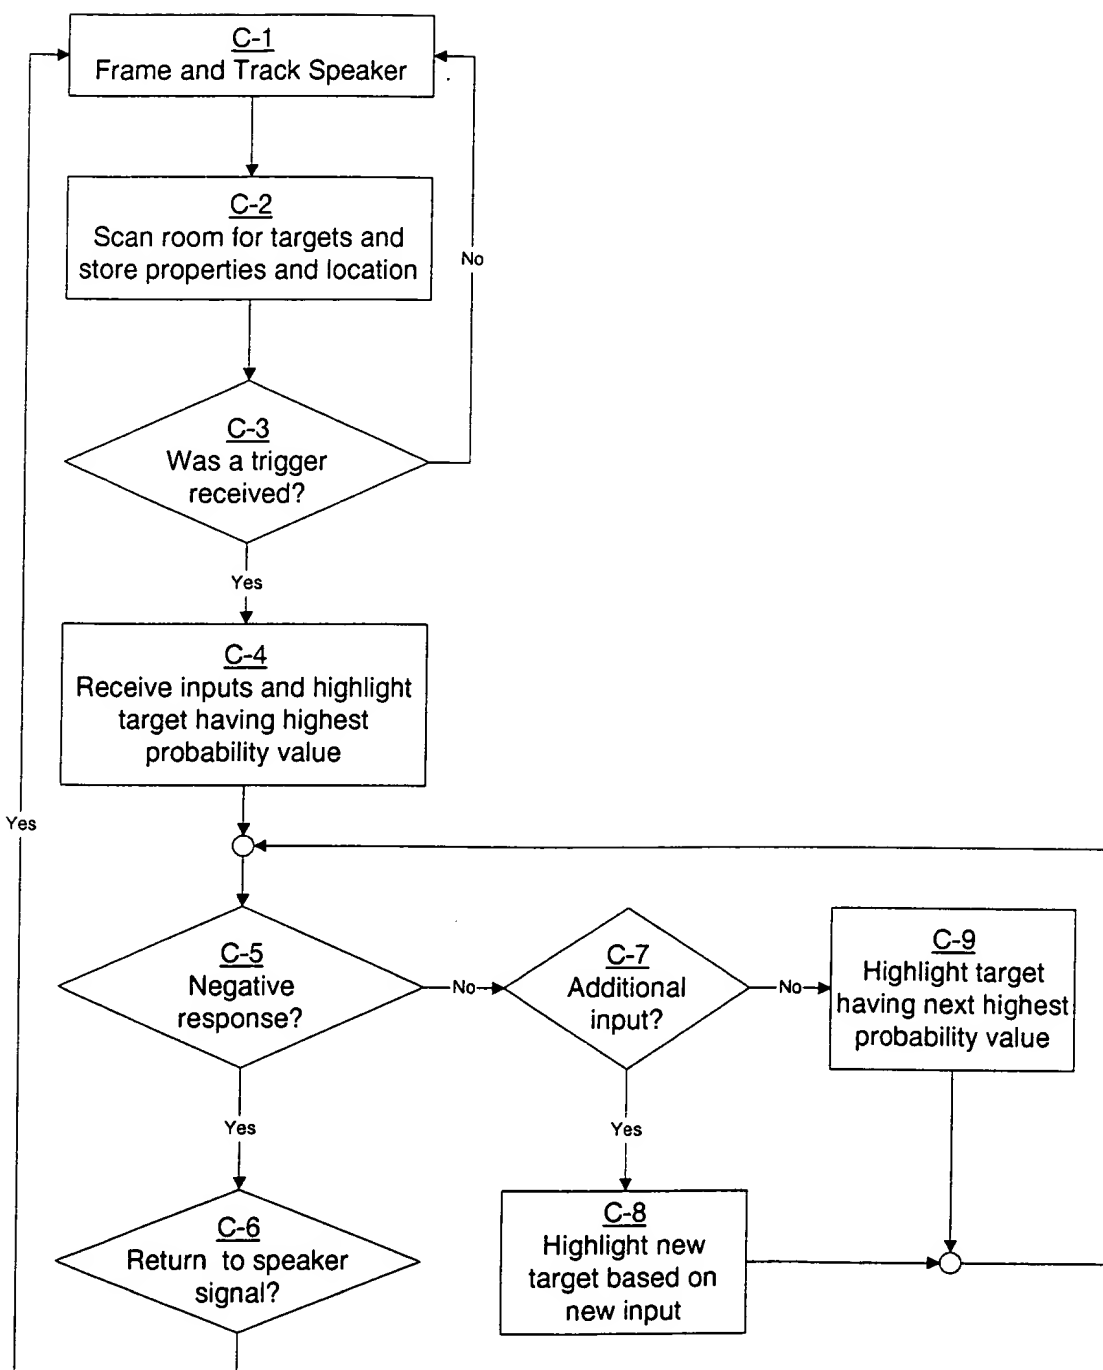 C-1
Frame and Track Speaker
C-2
Scan room for targets and
store properties and location
No
C-3
Was a trigger
received?
Yes
C-4
Receive inputs and highlight
target having highest
probability value
Yes
C-5
Negative
response?
No
C-7
Additional
input?
No
C-9
Highlight target
having next highest
probability value
Yes
Yes
C-6
Return to speaker
signal?
C-8
Highlight new
target based on
new input